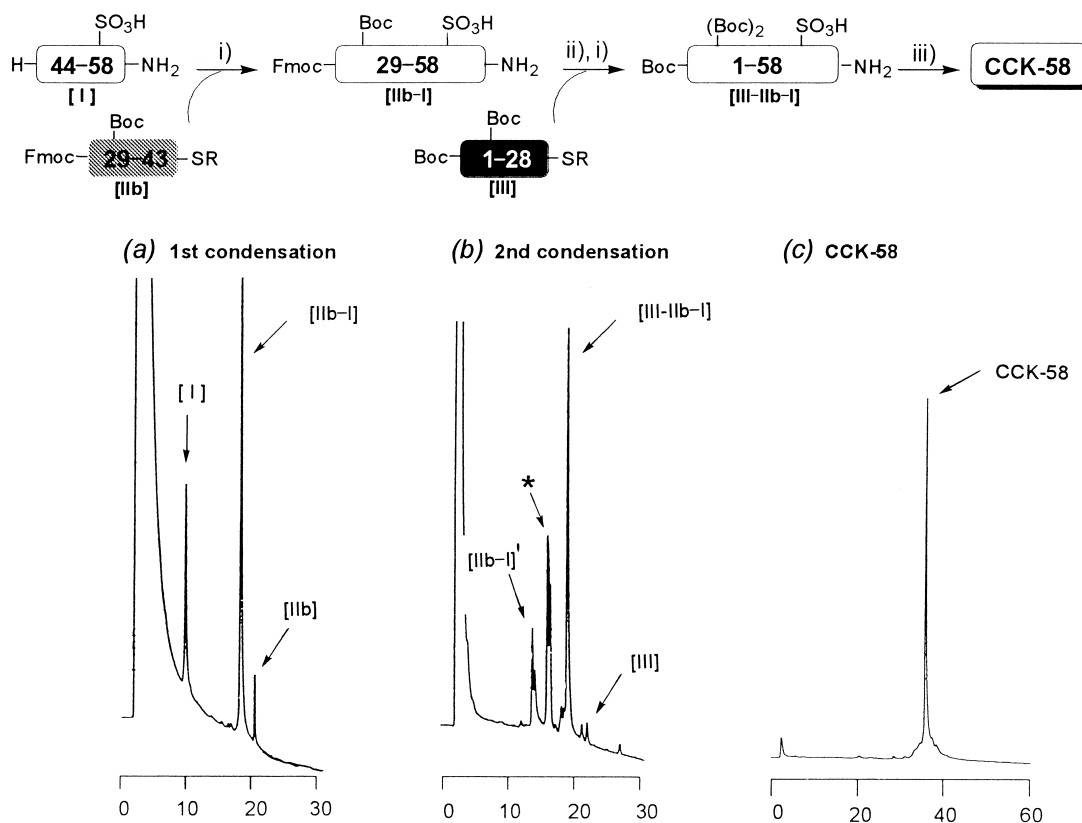 SO3H
H
44–58
NH2
[ I ]
i)
Boc
SO3H
Fmoc
29–58
NH2
[IIb-I]
ii), i)
(Boc)2
SO3H
Boc
1–58
NH2
[III-IIb-I]
iii)
CCK-58
Boc
Fmoc
29–43
SR
[IIb]
Boc
Boc
1–28
SR
[III]
(a) 1st condensation
[IIb-I]
[ I ]
[IIb]
0 10 20 30
(b) 2nd condensation
[III-IIb-I]
*
[IIb-I]'
[III]
0 10 20 30
(c) CCK-58
CCK-58
0 20 40 60